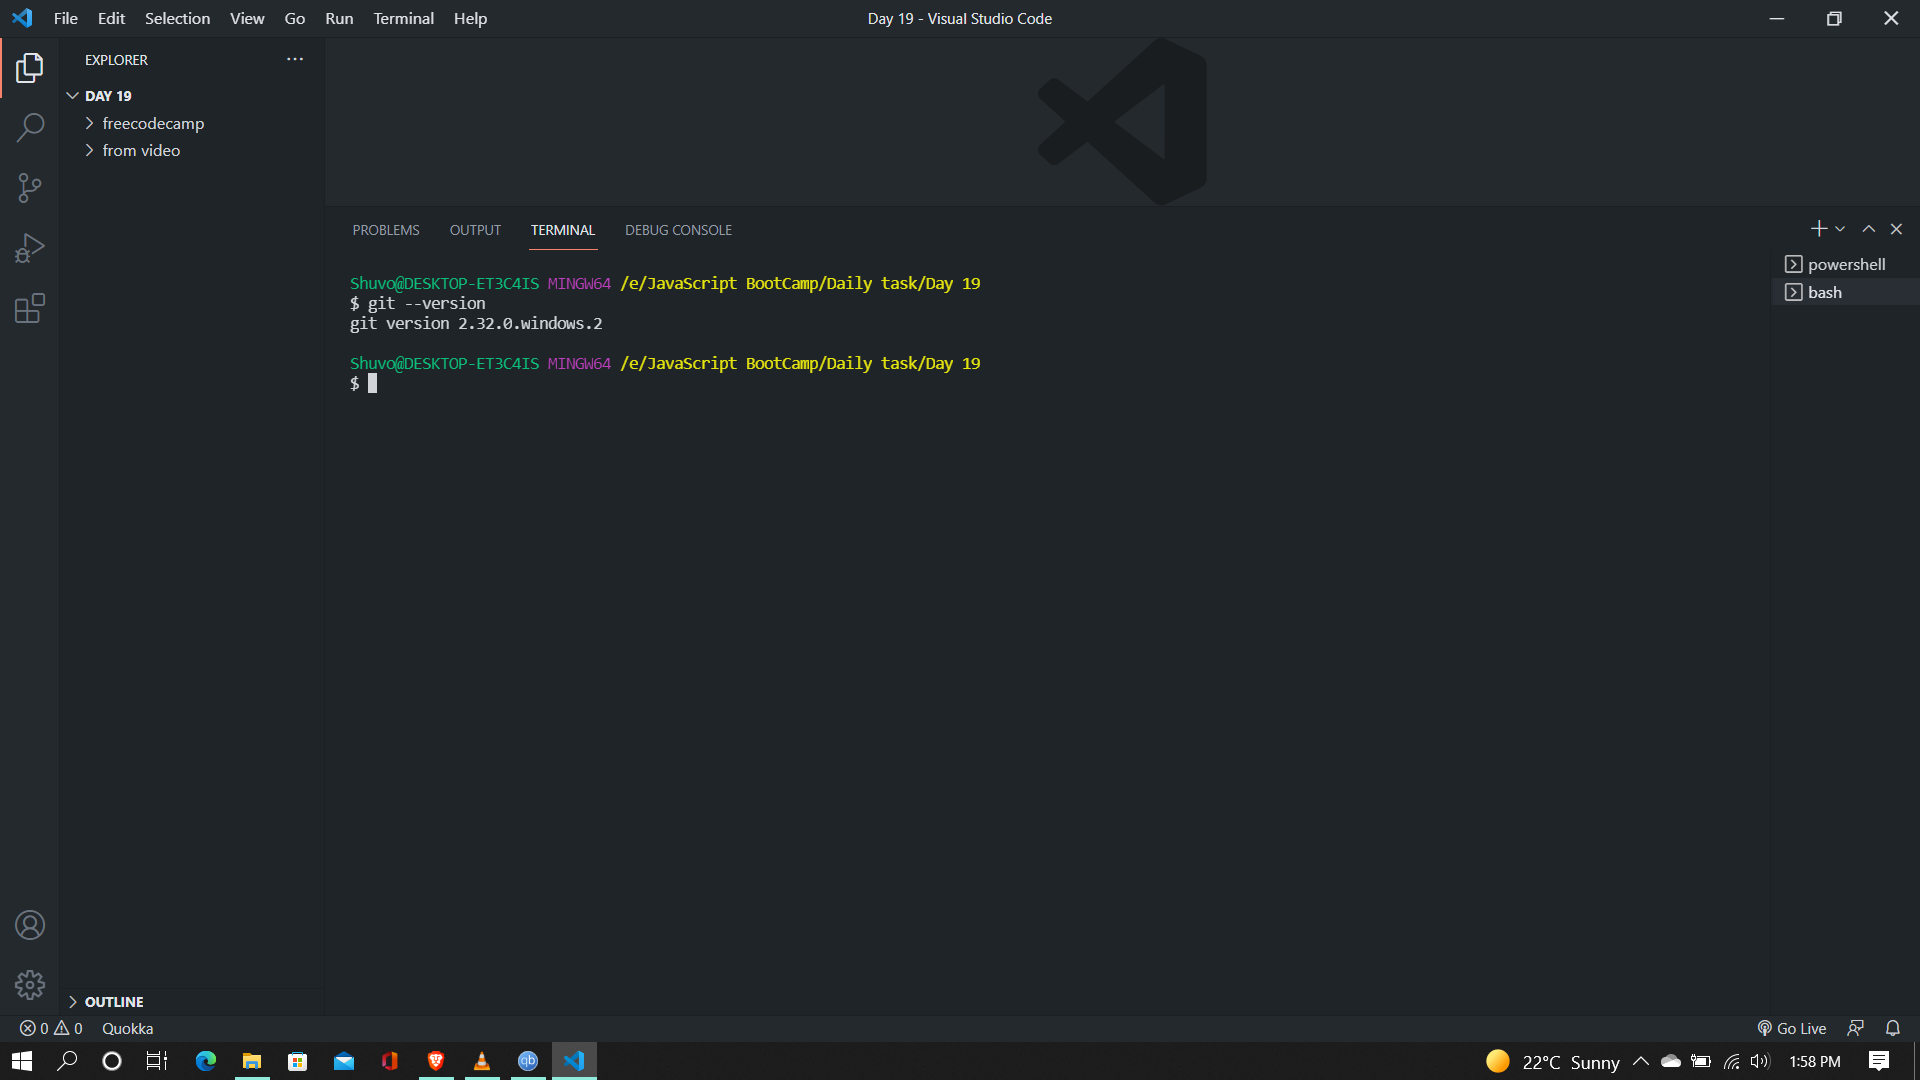 File Edit Selection View Go Run Terminal Help
Day 19 - Visual Studio Code
EXPLORER
DAY 19
freecodecamp
from video
PROBLEMS OUTPUT TERMINAL DEBUG CONSOLE
Shuvo@DESKTOP-ET3C4IS MINGW64 /e/JavaScript BootCamp/Daily task/Day 19
$ git --version
git version 2.32.0.windows.2
Shuvo@DESKTOP-ET3C4IS MINGW64 /e/JavaScript BootCamp/Daily task/Day 19
$
powershell
bash
OUTLINE
0 0 Quokka
Go Live
qb
22°C Sunny
1:58 PM